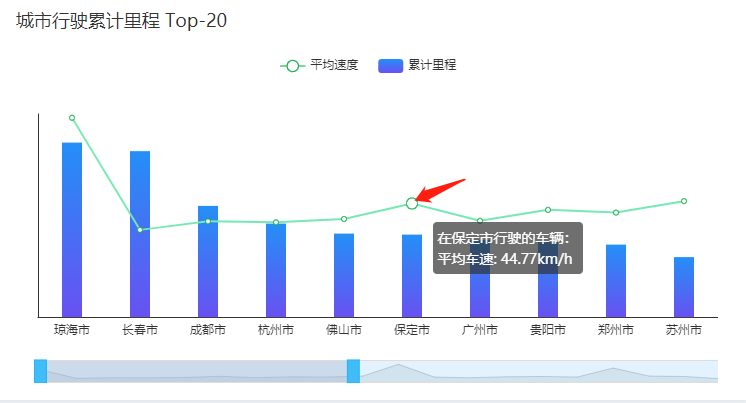 城市行驶累计里程 Top-20
平均速度 累计里程
在保定市行驶的车辆：
平均车速: 44.77km/h
琼海市 长春市 成都市 杭州市 佛山市 保定市 广州市 贵阳市 郑州市 苏州市